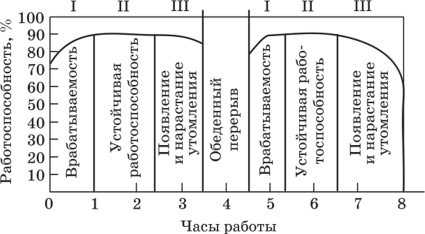 I II III I II III
Работоспособность, %
100
90
80
70
60
50
40
30
20
10
Врабатываемость
Устойчивая
работоспособность
Появление
и нарастание
утомления
Обеденный
перерыв
Врабатываемость
Устойчивая рабо-
тоспособность
Появление
и нарастание
утомления
0 1 2 3 4 5 6 7 8
Часы работы